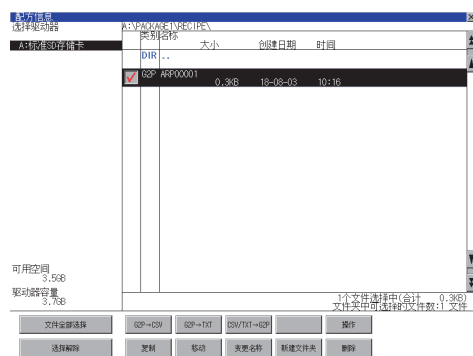 配方信息
选择驱动器
A:\PACKAGE1\RECIPE\
A:标准SD存储卡
类别 名称
大小 创建日期 时间
DIR ..
G2P ARP00001
0.3KB 18-08-03 10:16
可用空间
3.5GB
驱动器容量
3.7GB
1个文件选择中(合计 0.3KB)
文件夹中可选择的文件数:1 文件
文件全部选择 G2P→CSV G2P→TXT CSV/TXT→G2P 操作
选择解除 复制 移动 变更名称 新建文件夹 删除